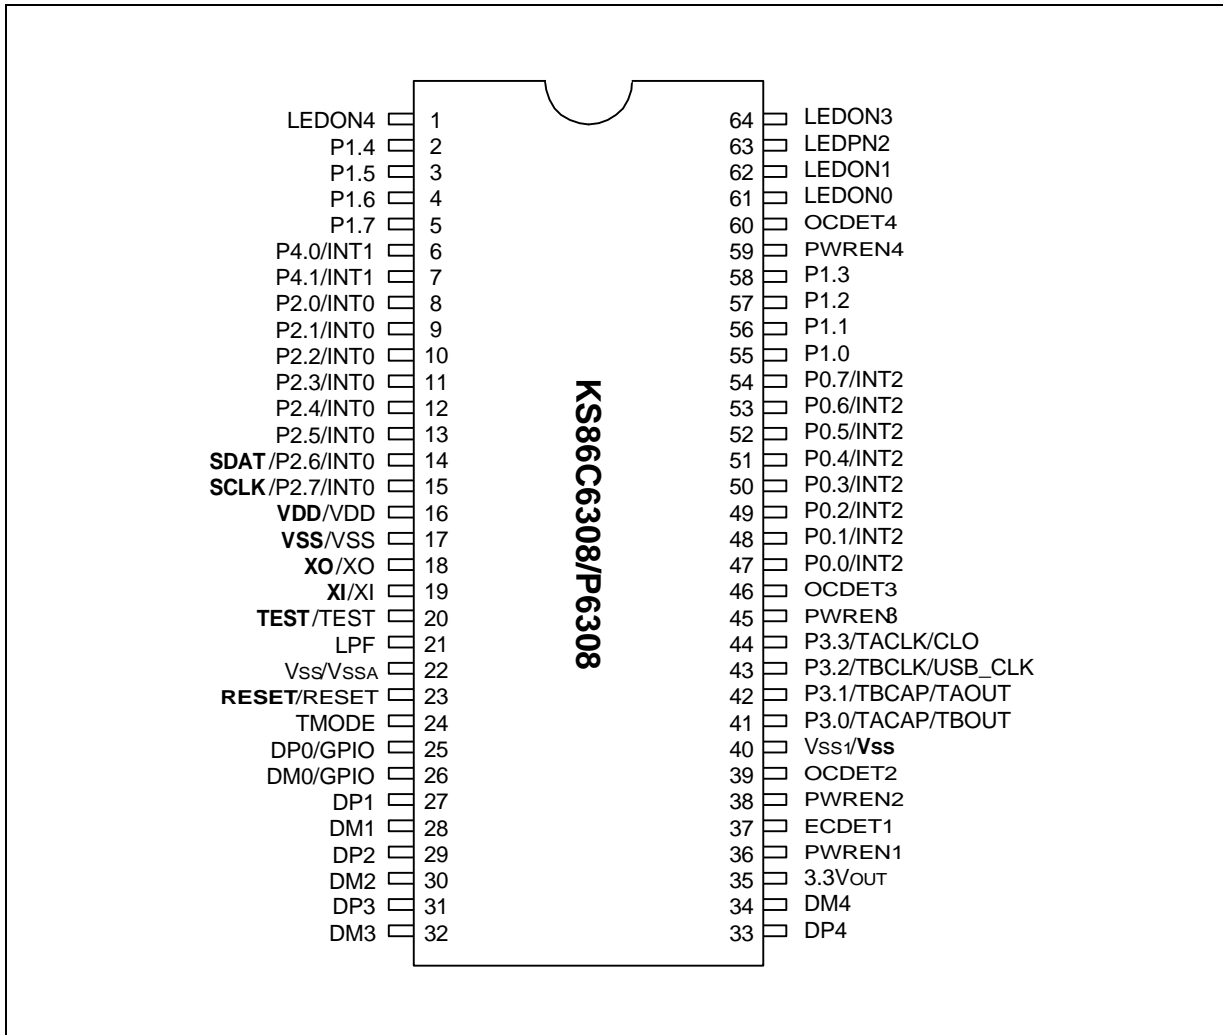 LEDON4 1
P1.4 2
P1.5 3
P1.6 4
P1.7 5
P4.0/INT1 6
P4.1/INT1 7
P2.0/INT0 8
P2.1/INT0 9
P2.2/INT0 10
P2.3/INT0 11
P2.4/INT0 12
P2.5/INT0 13
SDAT/P2.6/INT0 14
SCLK/P2.7/INT0 15
VDD/VDD 16
VSS/VSS 17
XO/XO 18
XI/XI 19
TEST/TEST 20
LPF 21
VSS/VSSA 22
RESET/RESET 23
TMODE 24
DP0/GPIO 25
DM0/GPIO 26
DP1 27
DM1 28
DP2 29
DM2 30
DP3 31
DM3 32
KS86C6308/P6308
64 LEDON3
63 LEDPN2
62 LEDON1
61 LEDON0
60 OCDET4
59 PWREN4
58 P1.3
57 P1.2
56 P1.1
55 P1.0
54 P0.7/INT2
53 P0.6/INT2
52 P0.5/INT2
51 P0.4/INT2
50 P0.3/INT2
49 P0.2/INT2
48 P0.1/INT2
47 P0.0/INT2
46 OCDET3
45 PWREN3
44 P3.3/TACLK/CLO
43 P3.2/TBCLK/USB_CLK
42 P3.1/TBCAP/TAOUT
41 P3.0/TACAP/TBOUT
40 VSS1/VSS
39 OCDET2
38 PWREN2
37 ECDET1
36 PWREN1
35 3.3VOUT
34 DM4
33 DP4